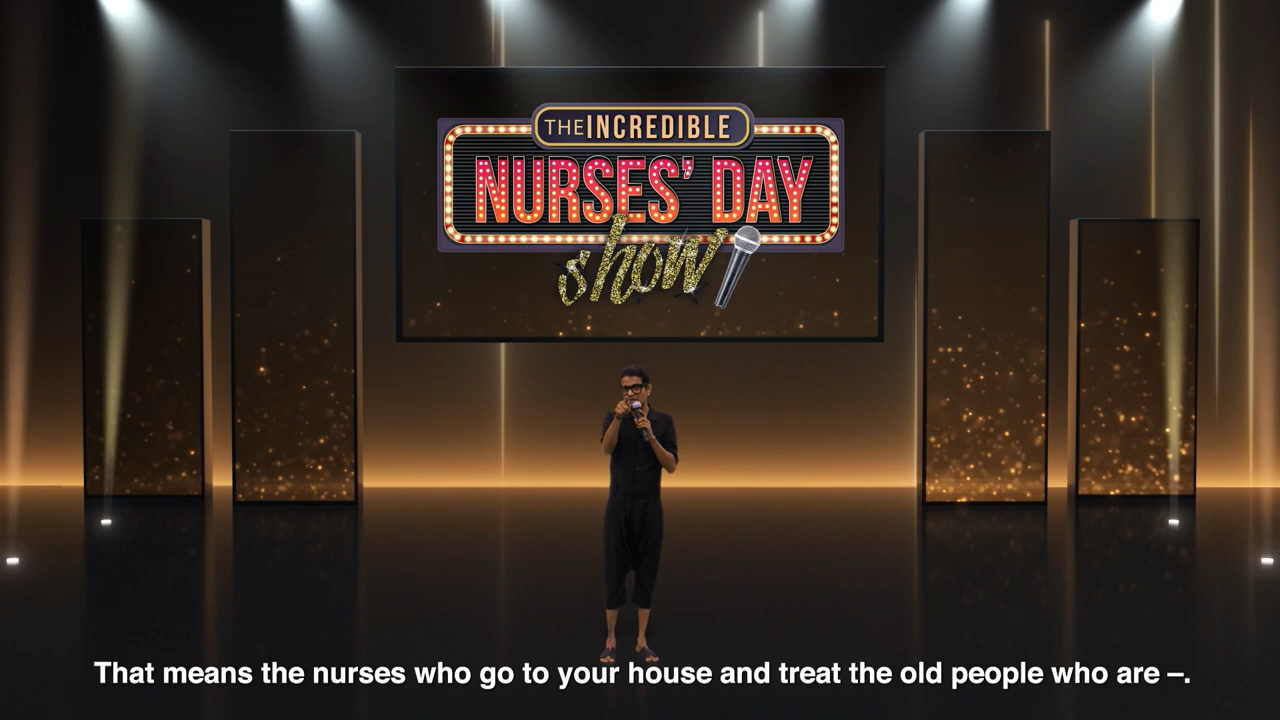 THE INCREDIBLE
NURSES' DAY
show
That means the nurses who go to your house and treat the old people who are –.